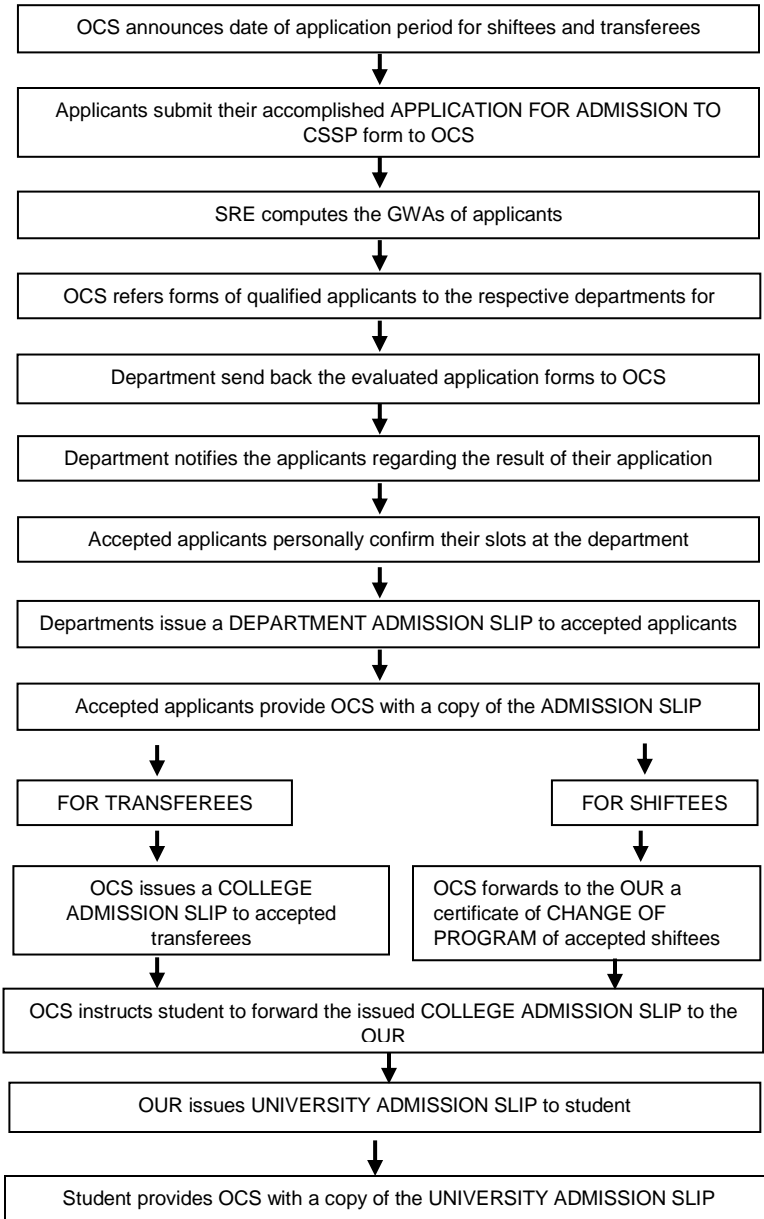 OCS announces date of application period for shiftees and transferees
Applicants submit their accomplished APPLICATION FOR ADMISSION TO
CSSP form to OCS
SRE computes the GWAs of applicants
OCS refers forms of qualified applicants to the respective departments for
Department send back the evaluated application forms to OCS
Department notifies the applicants regarding the result of their application
Accepted applicants personally confirm their slots at the department
Departments issue a DEPARTMENT ADMISSION SLIP to accepted applicants
Accepted applicants provide OCS with a copy of the ADMISSION SLIP
FOR TRANSFEREES
FOR SHIFTEES
OCS issues a COLLEGE
ADMISSION SLIP to accepted
transferees
OCS forwards to the OUR a
certificate of CHANGE OF
PROGRAM of accepted shiftees
OCS instructs student to forward the issued COLLEGE ADMISSION SLIP to the
OUR
OUR issues UNIVERSITY ADMISSION SLIP to student
Student provides OCS with a copy of the UNIVERSITY ADMISSION SLIP